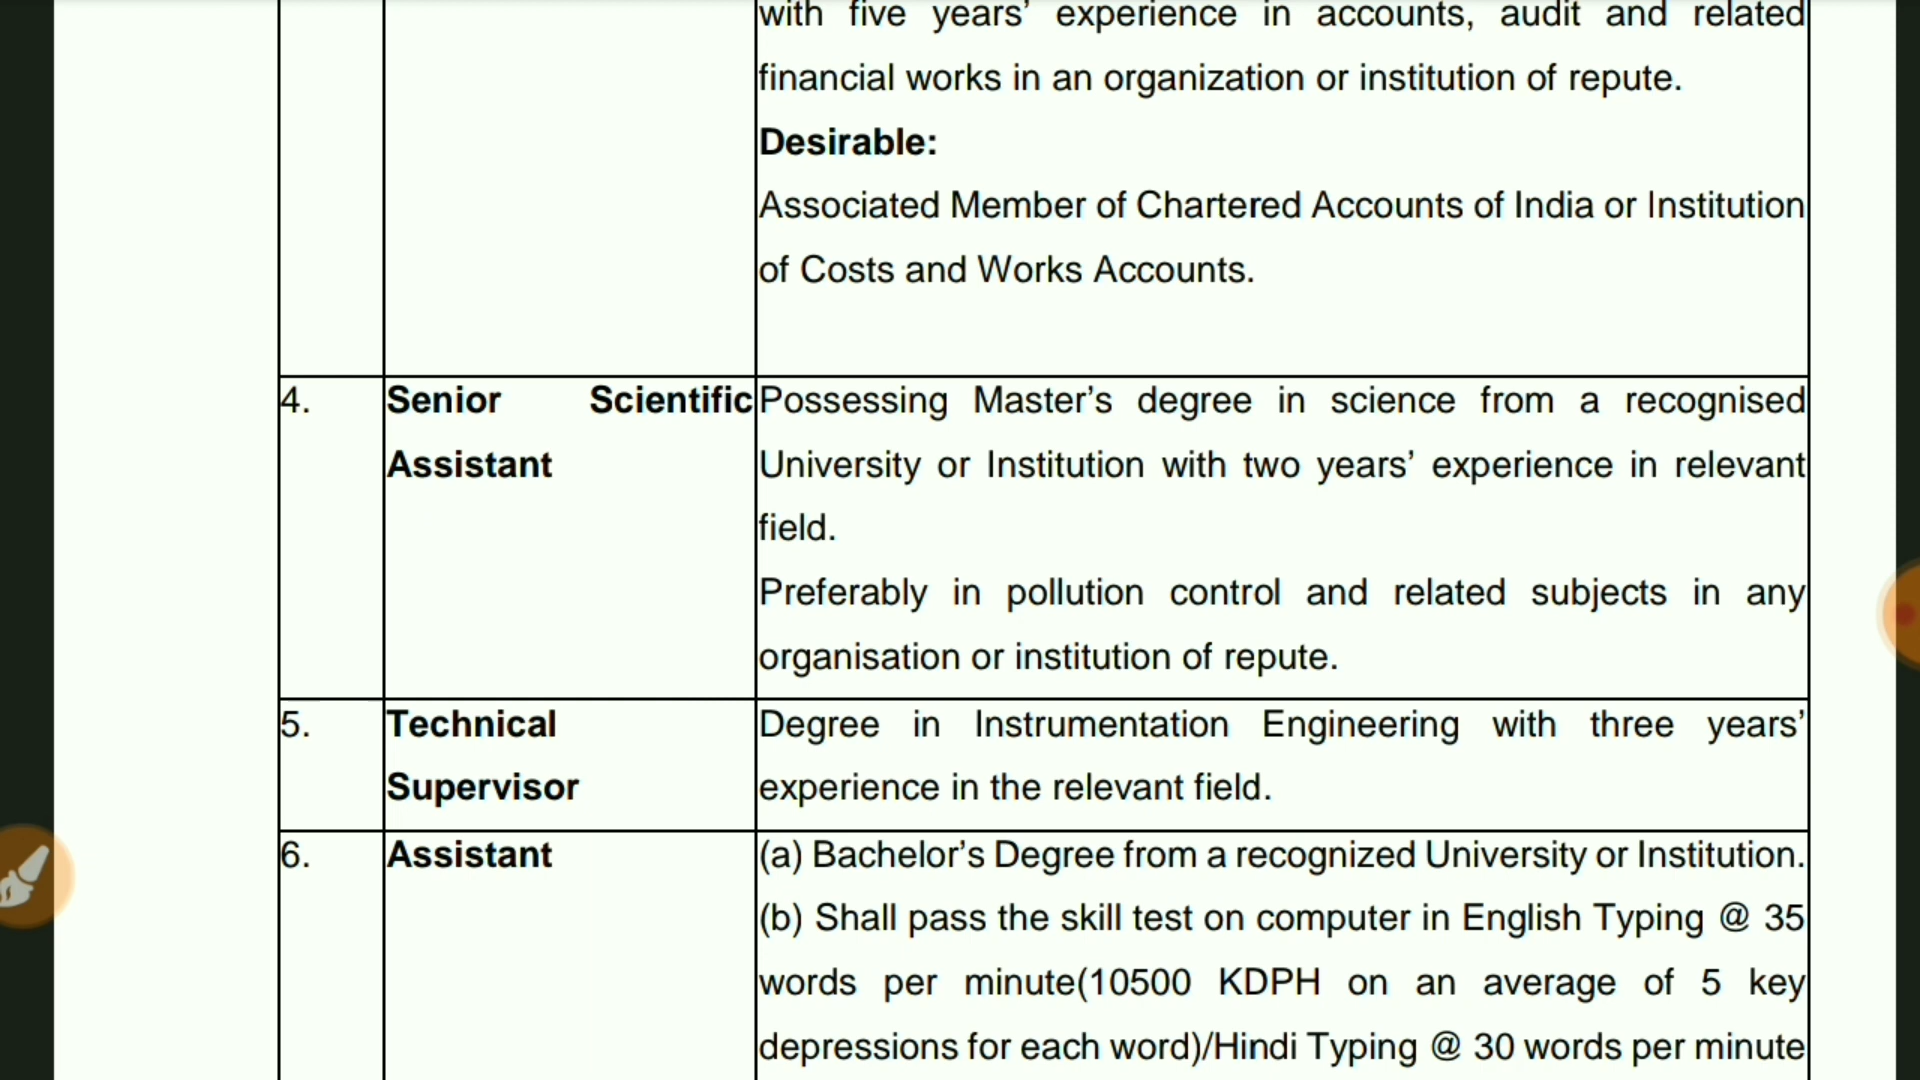 with five years’ experience in accounts, audit and related
financial works in an organization or institution of repute.
Desirable:
Associated Member of Chartered Accounts of India or Institution
of Costs and Works Accounts.
4.
Senior Scientific
Assistant
Possessing Master’s degree in science from a recognised
University or Institution with two years’ experience in relevant
field.
Preferably in pollution control and related subjects in any
organisation or institution of repute.
5.
Technical
Supervisor
Degree in Instrumentation Engineering with three years’
experience in the relevant field.
6.
Assistant
(a) Bachelor’s Degree from a recognized University or Institution.
(b) Shall pass the skill test on computer in English Typing @ 35
words per minute(10500 KDPH on an average of 5 key
depressions for each word)/Hindi Typing @ 30 words per minute